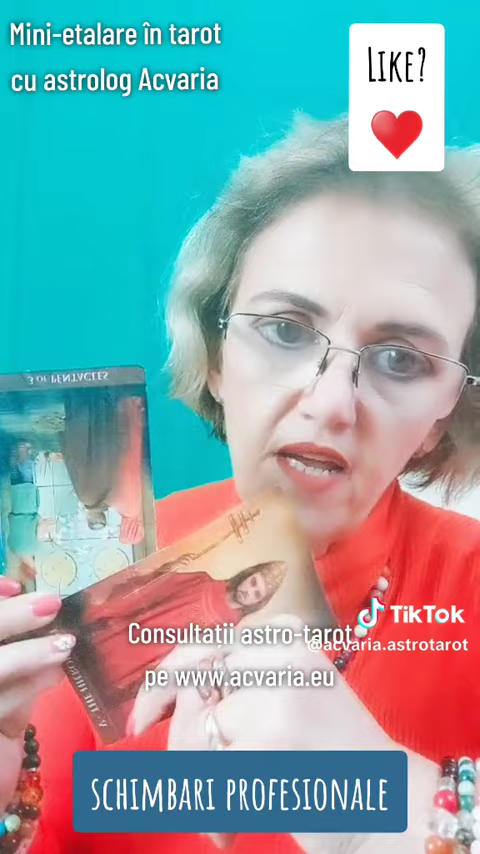 Mini-etalare în tarot
cu astrolog Acvaria
LIKE?
3 OF PENTACLES
Consultații astro-tarot
pe www.acvaria.eu
TikTok
@acvaria.astrotarot
SCHIMBARI PROFESIONALE